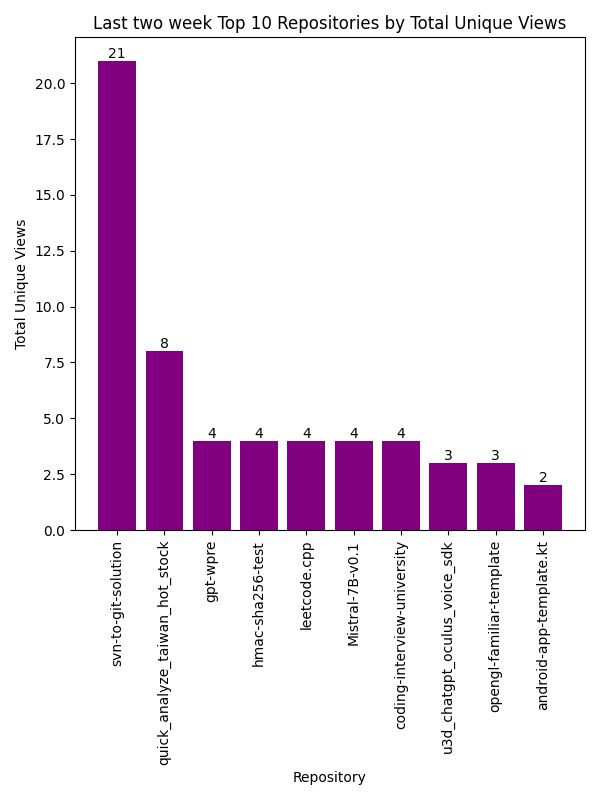 Last two week Top 10 Repositories by Total Unique Views
Total Unique Views
20.0
17.5
15.0
12.5
10.0
7.5
5.0
2.5
0.0
21
8
4
4
4
4
4
3
3
2
svn-to-git-solution
quick_analyze_taiwan_hot_stock
gpt-wpre
hmac-sha256-test
leetcode.cpp
Mistral-7B-v0.1
coding-interview-university
u3d_chatgpt_oculus_voice_sdk
opengl-familiar-template
android-app-template.kt
Repository